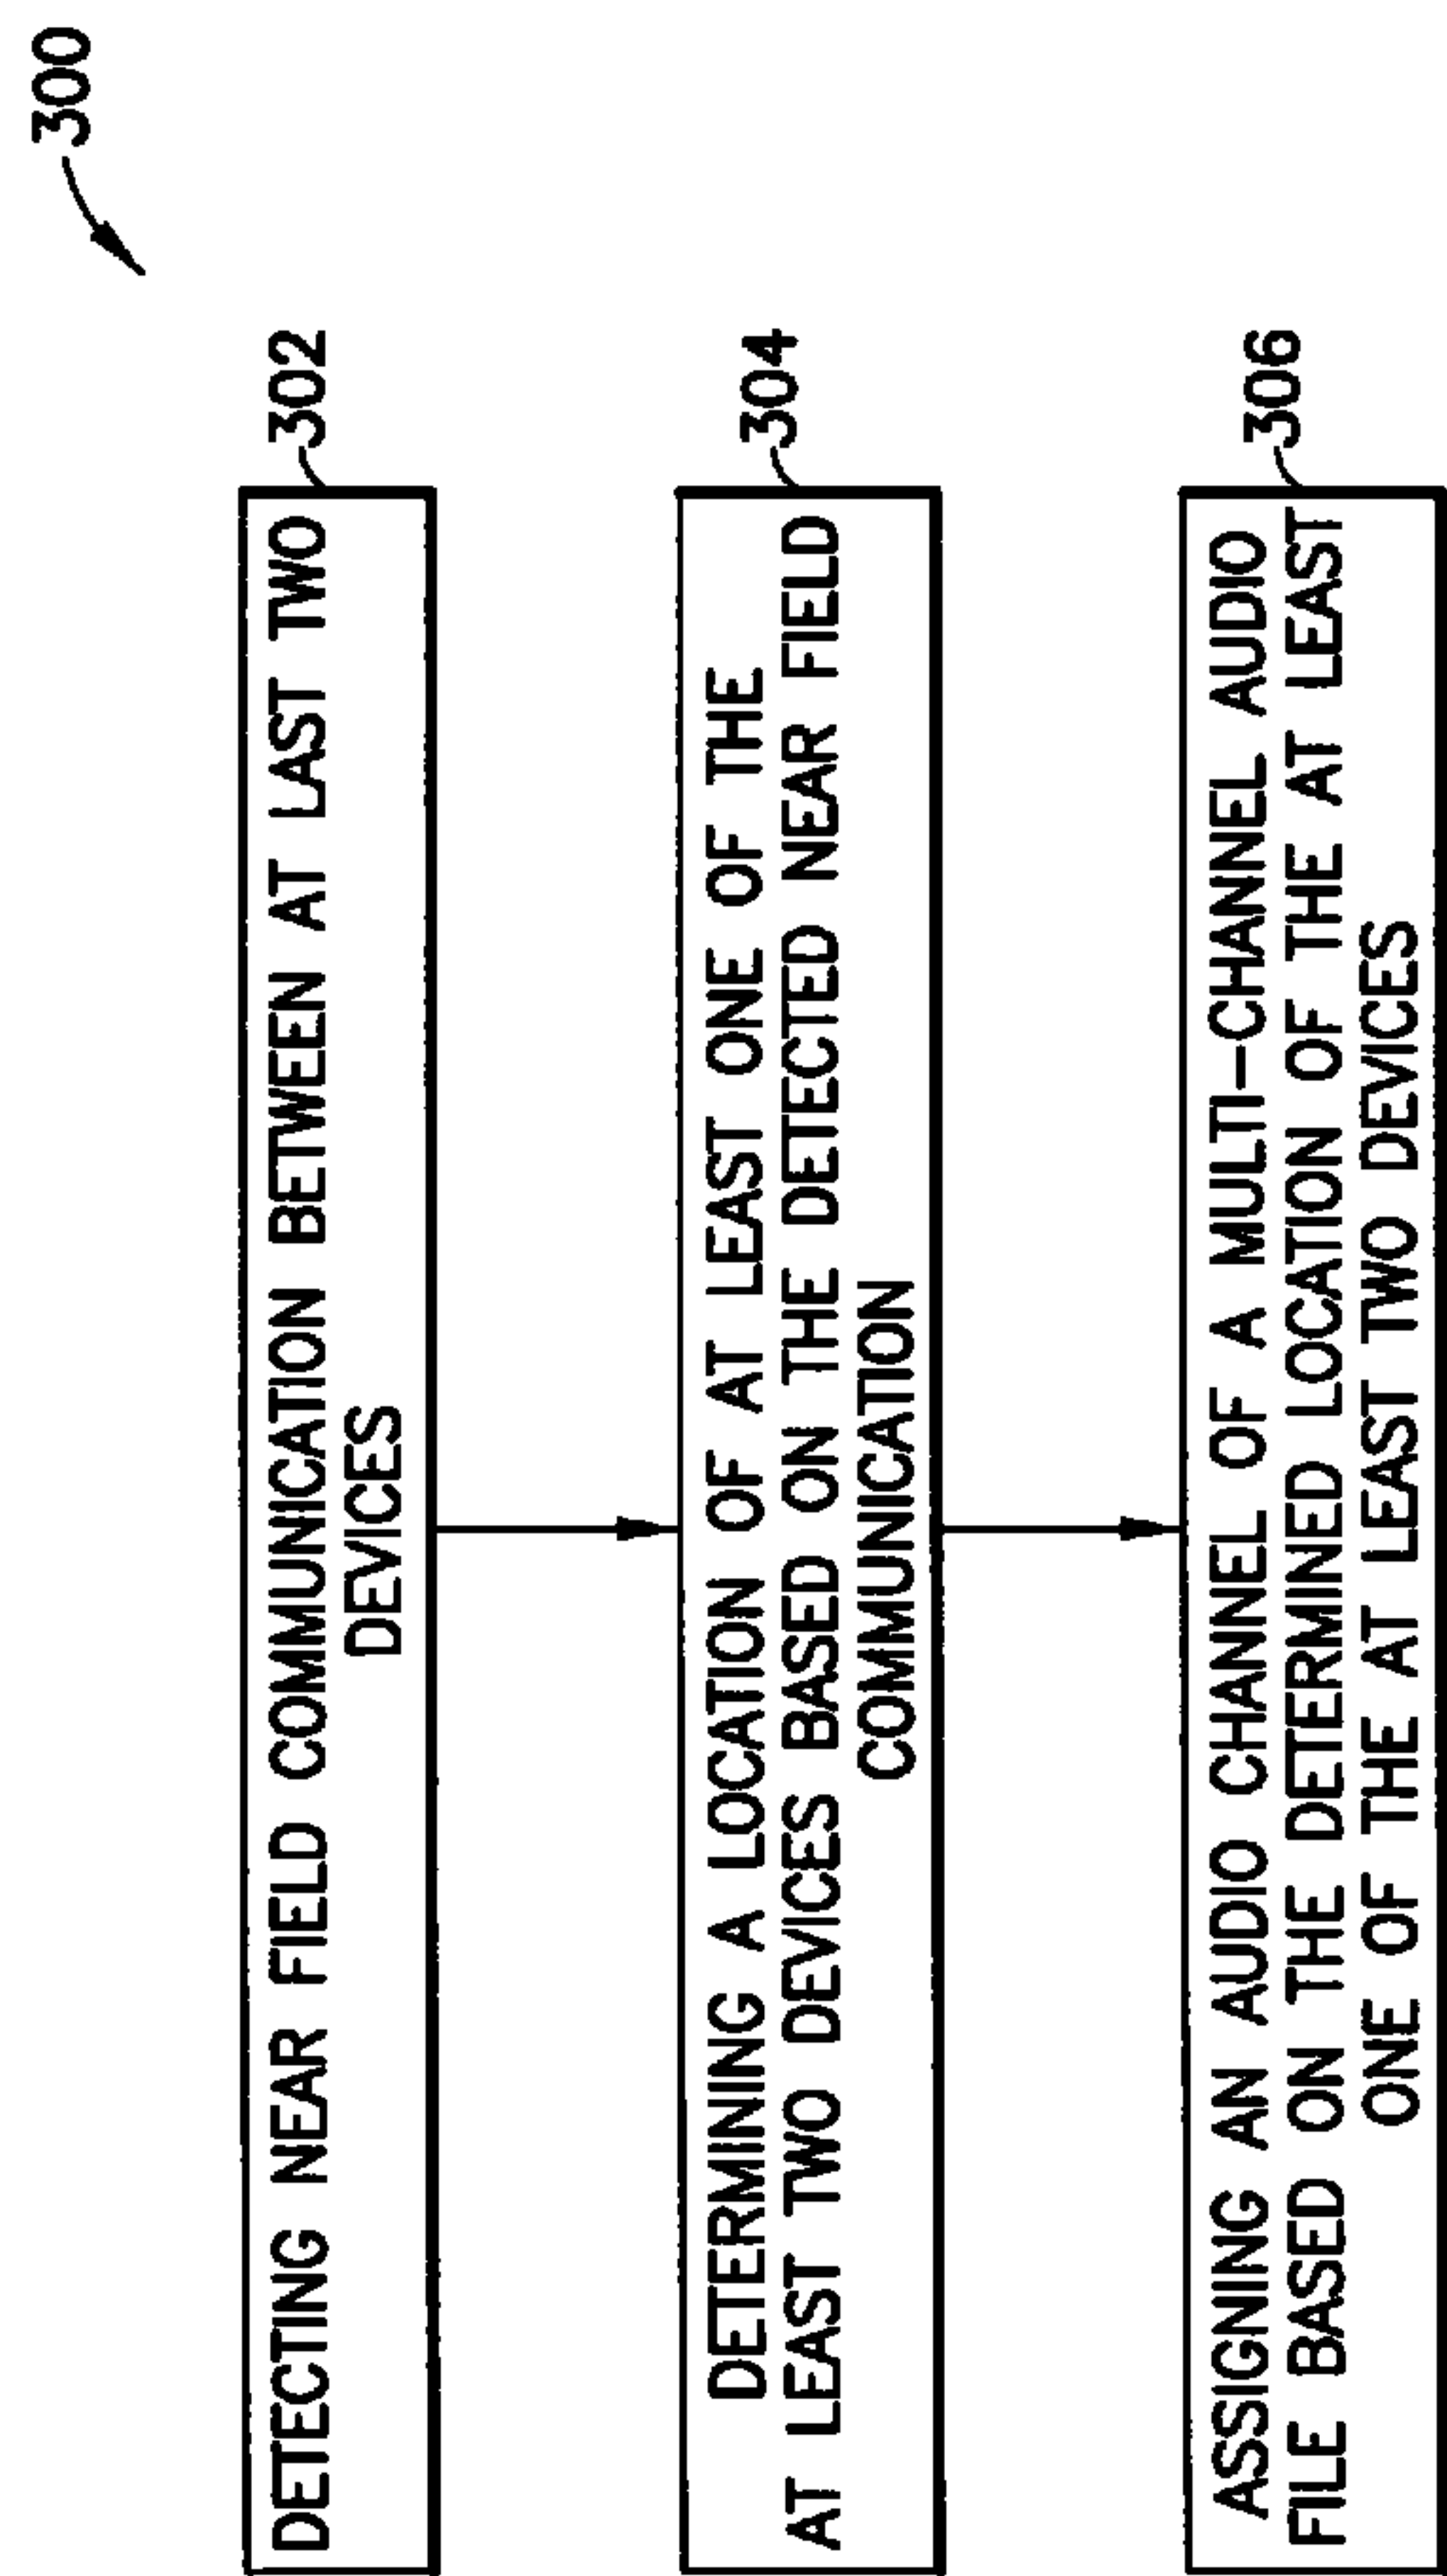 300
302
DETECTING NEAR FIELD COMMUNICATION BETWEEN AT LAST TWO
DEVICES
304
DETERMINING A LOCATION OF AT LEAST ONE OF THE
AT LEAST TWO DEVICES BASED ON THE DETECTED NEAR FIELD
COMMUNICATION
306
ASSIGNING AN AUDIO CHANNEL OF A MULTI-CHANNEL AUDIO
FILE BASED ON THE DETERMINED LOCATION OF THE AT LEAST
ONE OF THE AT LEAST TWO DEVICES